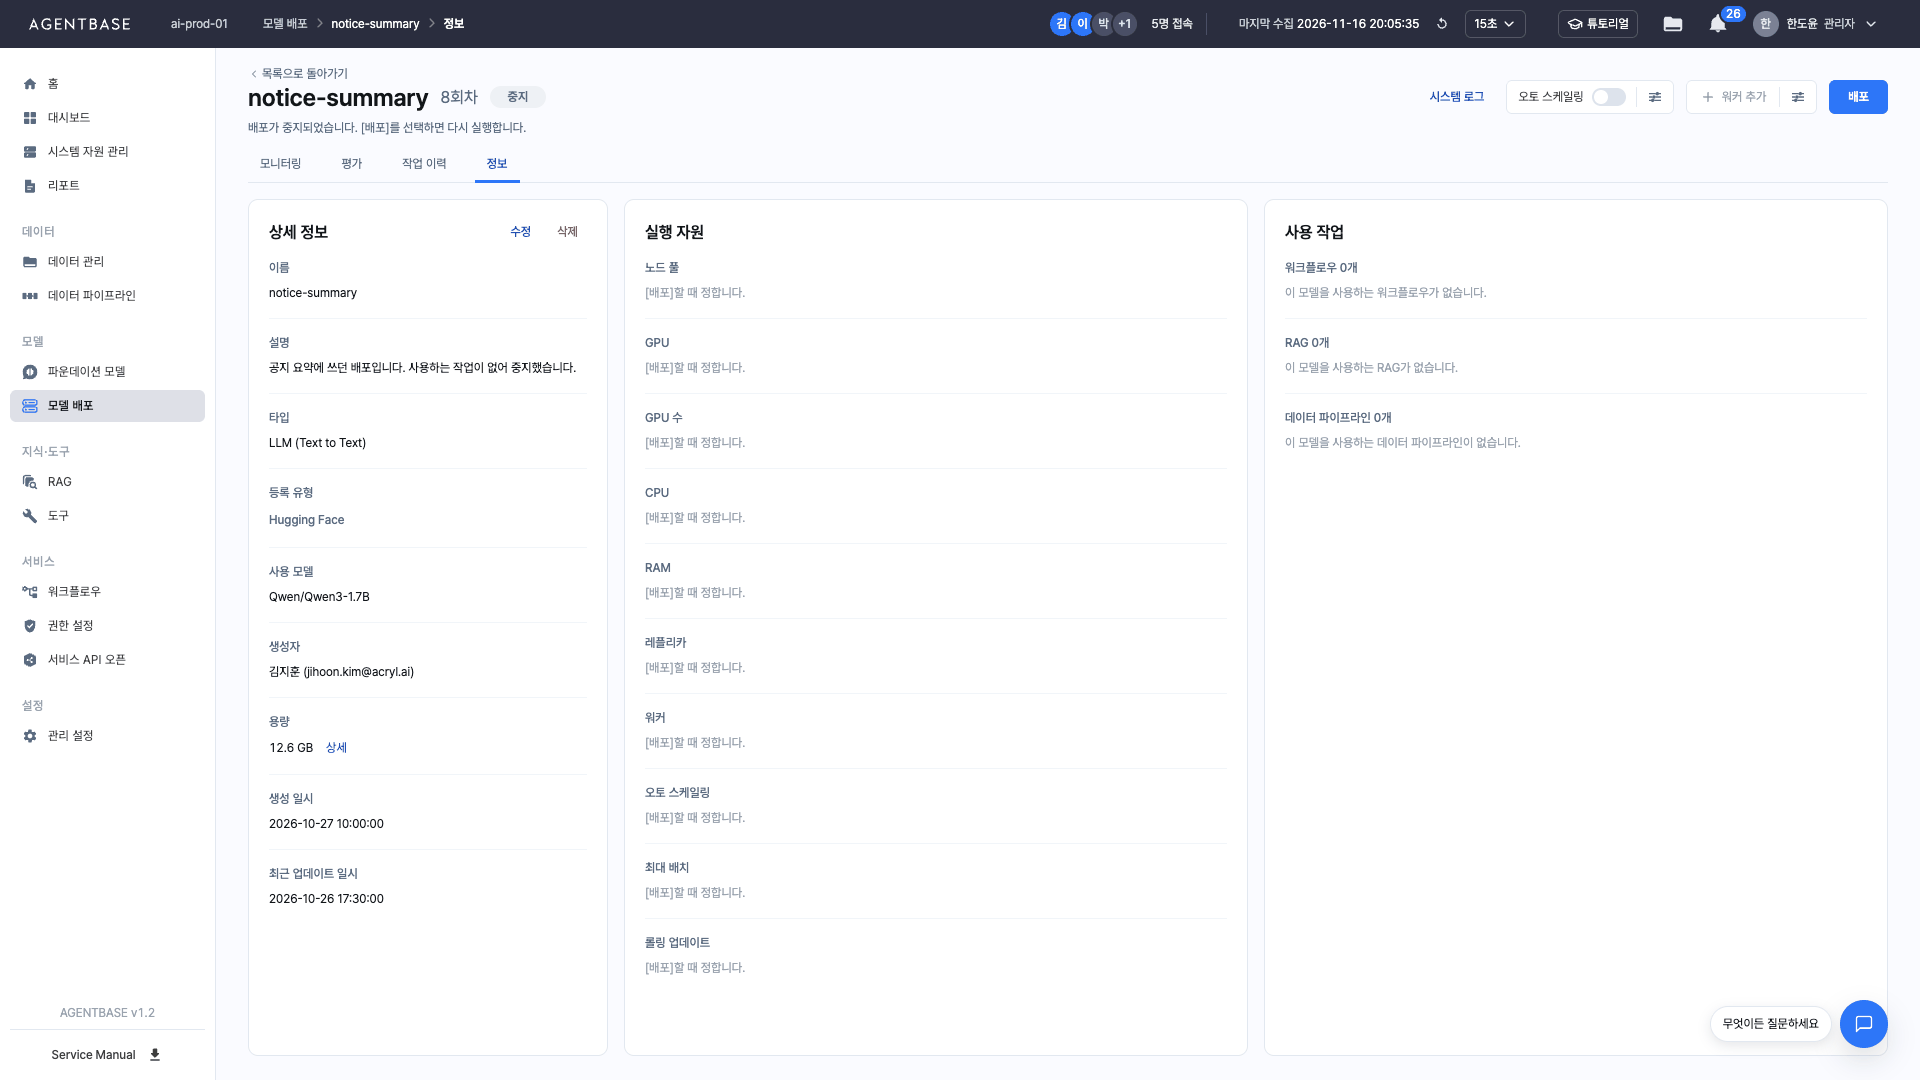 AGENTBASE
ai-prod-01
모델 배포 > notice-summary > 정보
김 이 박 +1 5명 접속
마지막 수집 2026-11-16 20:05:35
15초
튜토리얼
26
한 한도윤 관리자
홈
대시보드
시스템 자원 관리
리포트
데이터
데이터 관리
데이터 파이프라인
모델
파운데이션 모델
모델 배포
지식·도구
RAG
도구
서비스
워크플로우
권한 설정
서비스 API 오픈
설정
관리 설정
AGENTBASE v1.2
Service Manual
목록으로 돌아가기
notice-summary 8회차 중지
배포가 중지되었습니다. [배포]를 선택하면 다시 실행합니다.
시스템 로그
오토 스케일링
워커 추가
배포
모니터링 평가 작업 이력 정보
상세 정보 수정 삭제
이름
notice-summary
설명
공지 요약에 쓰던 배포입니다. 사용하는 작업이 없어 중지했습니다.
타입
LLM (Text to Text)
등록 유형
Hugging Face
사용 모델
Qwen/Qwen3-1.7B
생성자
김지훈 (jihoon.kim@acryl.ai)
용량
12.6 GB 상세
생성 일시
2026-10-27 10:00:00
최근 업데이트 일시
2026-10-26 17:30:00
실행 자원
노드 풀
[배포]할 때 정합니다.
GPU
[배포]할 때 정합니다.
GPU 수
[배포]할 때 정합니다.
CPU
[배포]할 때 정합니다.
RAM
[배포]할 때 정합니다.
레플리카
[배포]할 때 정합니다.
워커
[배포]할 때 정합니다.
오토 스케일링
[배포]할 때 정합니다.
최대 배치
[배포]할 때 정합니다.
롤링 업데이트
[배포]할 때 정합니다.
사용 작업
워크플로우 0개
이 모델을 사용하는 워크플로우가 없습니다.
RAG 0개
이 모델을 사용하는 RAG가 없습니다.
데이터 파이프라인 0개
이 모델을 사용하는 데이터 파이프라인이 없습니다.
무엇이든 질문하세요